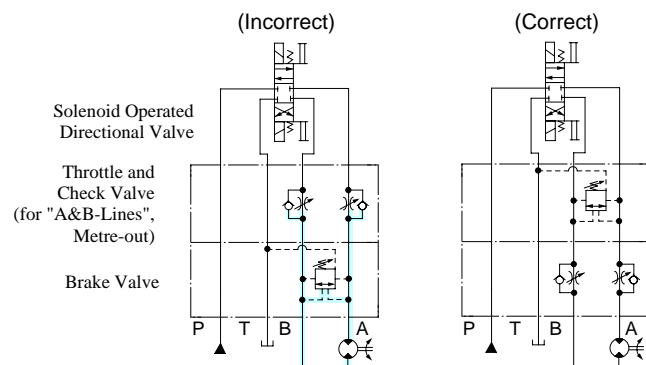 (Incorrect)
(Correct)
Solenoid Operated
Directional Valve
Throttle and
Check Valve
(for "A&B-Lines",
Metre-out)
Brake Valve
P T B A
P T B A